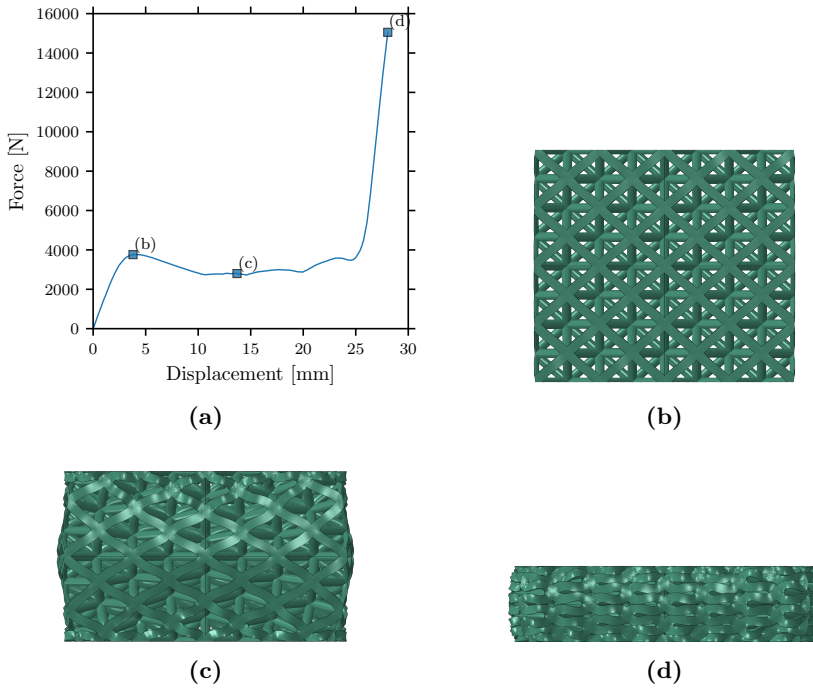 16000
14000
12000
10000
8000
6000
4000
2000
0
Force [N]
(b)
(c)
(d)
0 5 10 15 20 25 30
Displacement [mm]
(a)
(b)
(c)
(d)